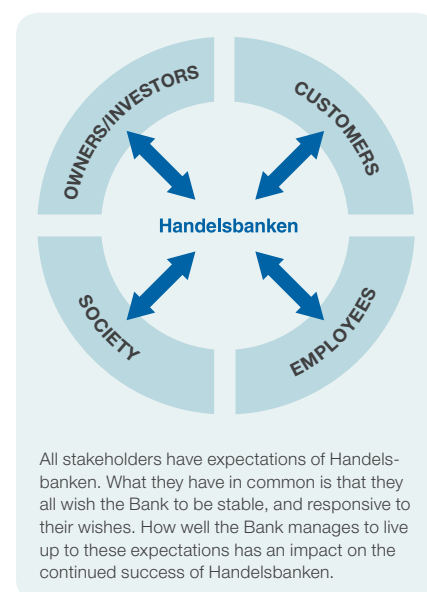 OWNERS/INVESTORS
CUSTOMERS
Handelsbanken
SOCIETY
EMPLOYEES
All stakeholders have expectations of Handels-
banken. What they have in common is that they
all wish the Bank to be stable, and responsive to
their wishes. How well the Bank manages to live
up to these expectations has an impact on the
continued success of Handelsbanken.